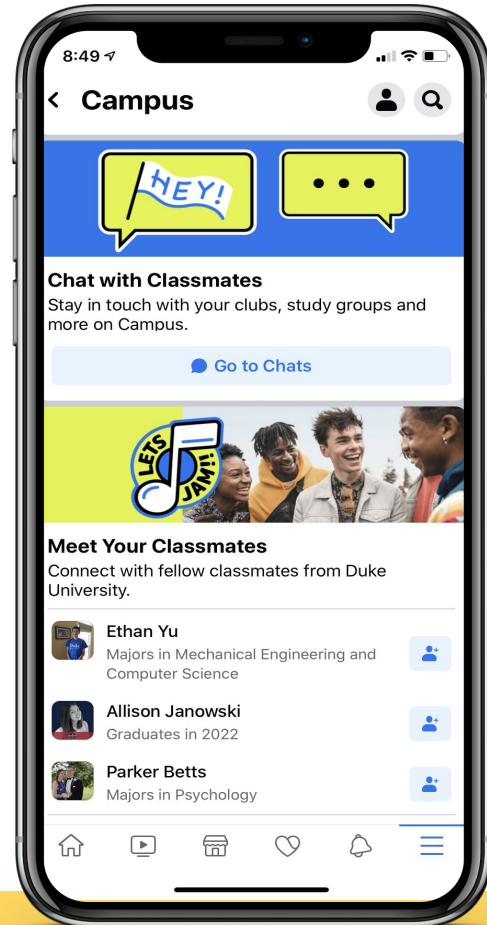 8:49
Campus
HEY!
Chat with Classmates
Stay in touch with your clubs, study groups and
more on Campus.
Go to Chats
LETS
JAM!!!
Meet Your Classmates
Connect with fellow classmates from Duke
University.
Ethan Yu
Majors in Mechanical Engineering and
Computer Science
Allison Janowski
Graduates in 2022
Parker Betts
Majors in Psychology